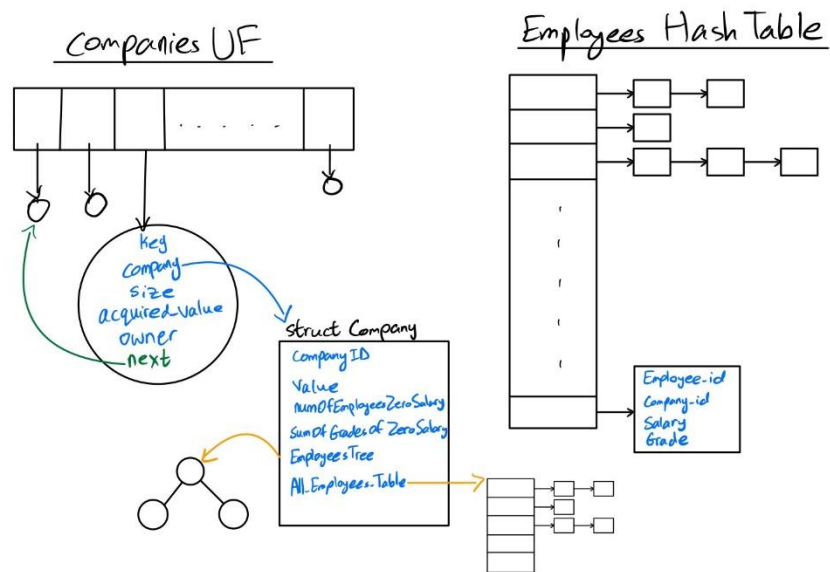 Companies UF
Employees Hash Table
key
company
size
acquired_value
owner
next
struct Company
Company ID
Value
numOfEmployeesZeroSalary
SumOfGradesOfZeroSalary
EmployeesTree
All_Employees_Table
Employee-id
Company-id
Salary
Grade